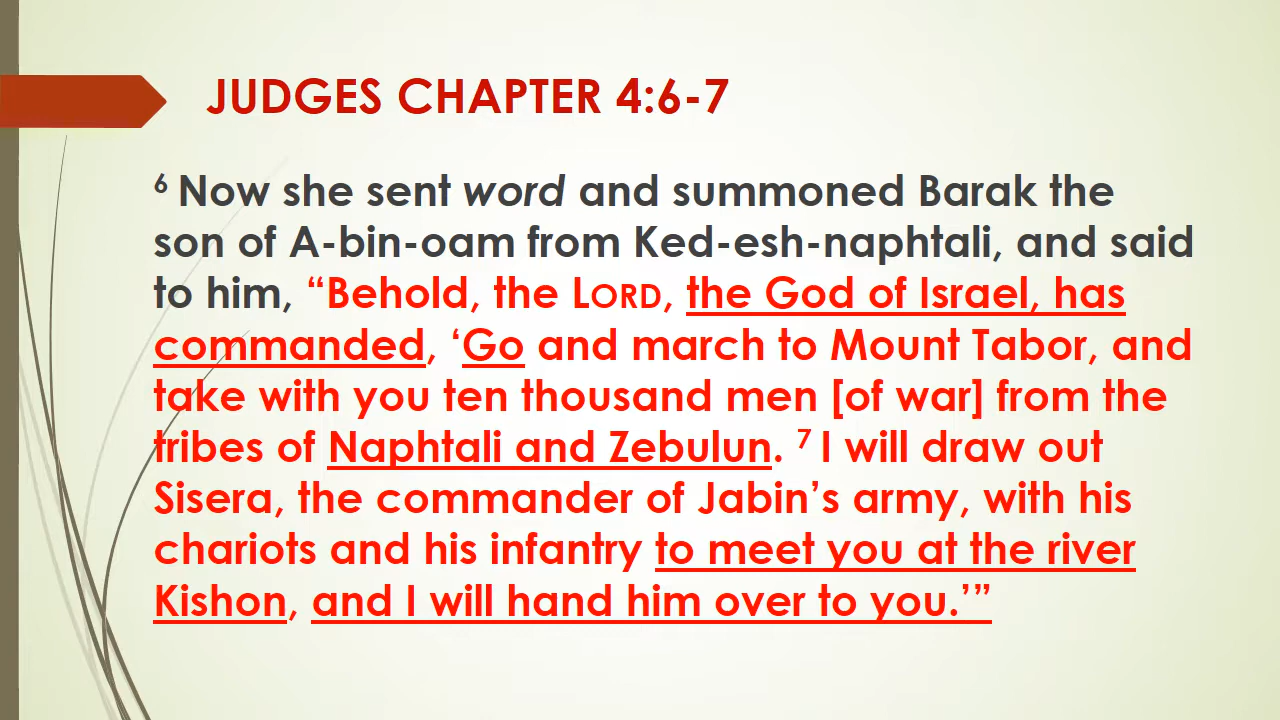 JUDGES CHAPTER 4:6-7
⁶ Now she sent word and summoned Barak the
son of A-bin-oam from Ked-esh-naphtali, and said
to him, “Behold, the LORD, the God of Israel, has
commanded, ‘Go and march to Mount Tabor, and
take with you ten thousand men [of war] from the
tribes of Naphtali and Zebulun. ⁷ I will draw out
Sisera, the commander of Jabin’s army, with his
chariots and his infantry to meet you at the river
Kishon, and I will hand him over to you.’”